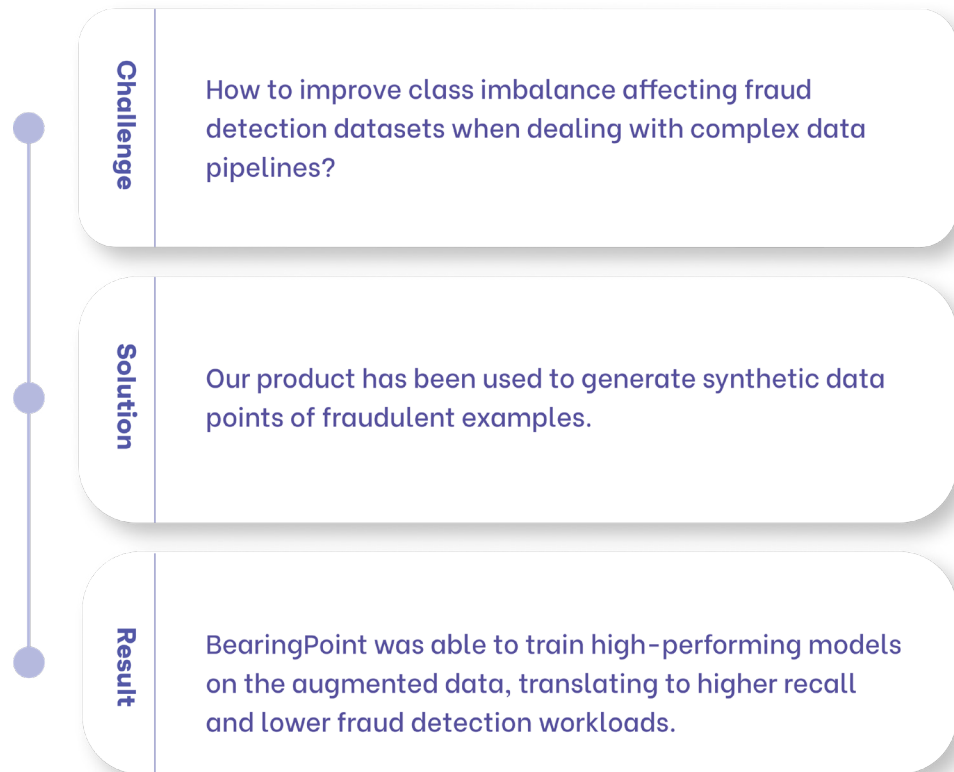 Challenge
How to improve class imbalance affecting fraud
detection datasets when dealing with complex data
pipelines?
Solution
Our product has been used to generate synthetic data
points of fraudulent examples.
Result
BearingPoint was able to train high-performing models
on the augmented data, translating to higher recall
and lower fraud detection workloads.